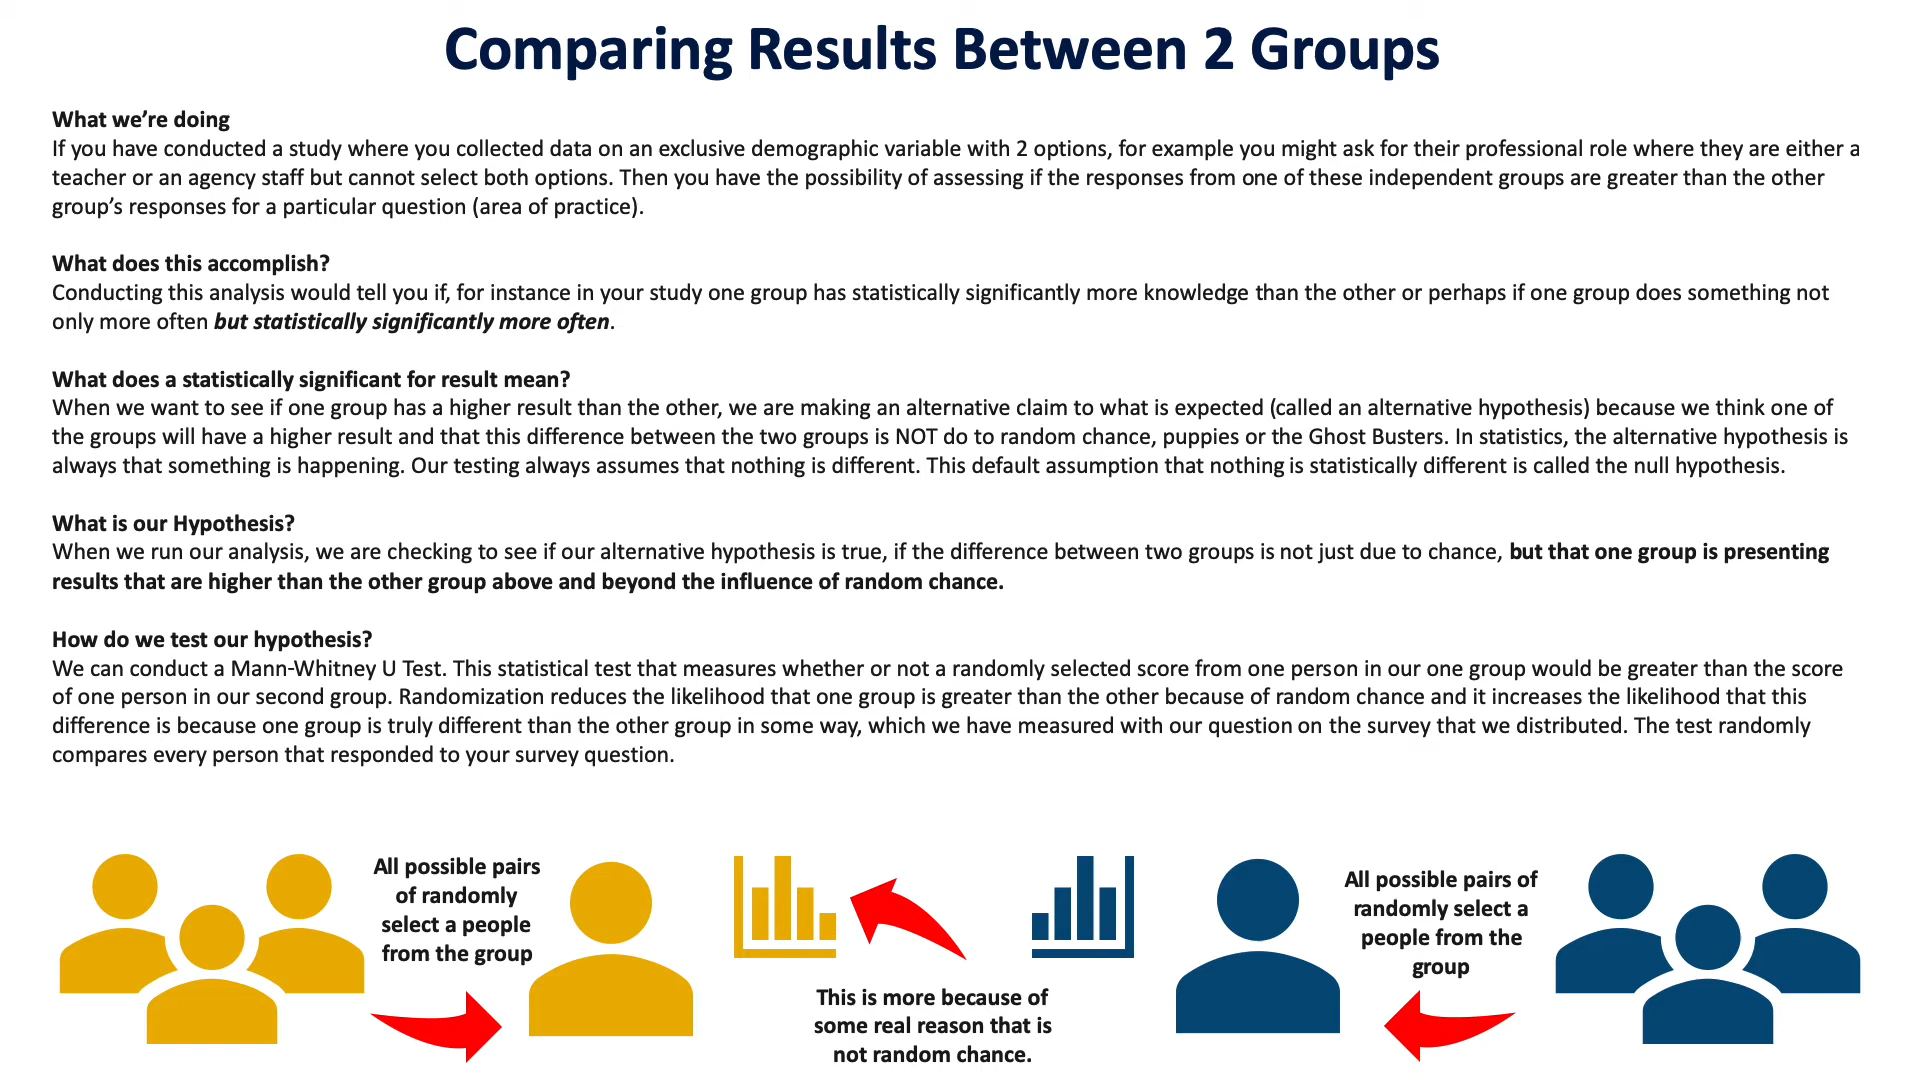 Comparing Results Between 2 Groups
What we’re doing
If you have conducted a study where you collected data on an exclusive demographic variable with 2 options, for example you might ask for their professional role where they are either a
teacher or an agency staff but cannot select both options. Then you have the possibility of assessing if the responses from one of these independent groups are greater than the other
group’s responses for a particular question (area of practice).
What does this accomplish?
Conducting this analysis would tell you if, for instance in your study one group has statistically significantly more knowledge than the other or perhaps if one group does something not
only more often but statistically significantly more often.
What does a statistically significant for result mean?
When we want to see if one group has a higher result than the other, we are making an alternative claim to what is expected (called an alternative hypothesis) because we think one of
the groups will have a higher result and that this difference between the two groups is NOT do to random chance, puppies or the Ghost Busters. In statistics, the alternative hypothesis is
always that something is happening. Our testing always assumes that nothing is different. This default assumption that nothing is statistically different is called the null hypothesis.
What is our Hypothesis?
When we run our analysis, we are checking to see if our alternative hypothesis is true, if the difference between two groups is not just due to chance, but that one group is presenting
results that are higher than the other group above and beyond the influence of random chance.
How do we test our hypothesis?
We can conduct a Mann-Whitney U Test. This statistical test that measures whether or not a randomly selected score from one person in our one group would be greater than the score
of one person in our second group. Randomization reduces the likelihood that one group is greater than the other because of random chance and it increases the likelihood that this
difference is because one group is truly different than the other group in some way, which we have measured with our question on the survey that we distributed. The test randomly
compares every person that responded to your survey question.
All possible pairs
of randomly
select a people
from the group
This is more because of
some real reason that is
not random chance.
All possible pairs of
randomly select a
people from the
group